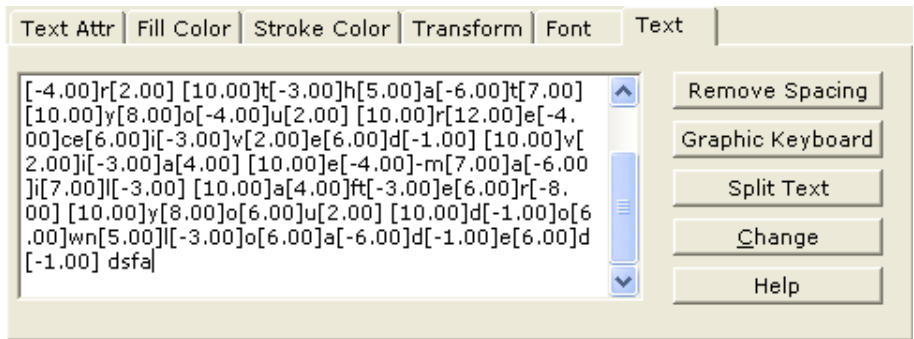 Text Attr Fill Color Stroke Color Transform Font Text
[-4.00]r[2.00] [10.00]t[-3.00]h[5.00]a[-6.00]t[7.00]
[10.00]y[8.00]o[-4.00]u[2.00] [10.00]r[12.00]e[-4.
00]ce[6.00]i[-3.00]v[2.00]e[6.00]d[-1.00] [10.00]v[
2.00]i[-3.00]a[4.00] [10.00]e[-4.00]-m[7.00]a[-6.00
]i[7.00]l[-3.00] [10.00]a[4.00]ft[-3.00]e[6.00]r[-8.
00] [10.00]y[8.00]o[6.00]u[2.00] [10.00]d[-1.00]o[6
.00]wn[5.00]l[-3.00]o[6.00]a[-6.00]d[-1.00]e[6.00]d
[-1.00] dsfa
Remove Spacing
Graphic Keyboard
Split Text
Change
Help